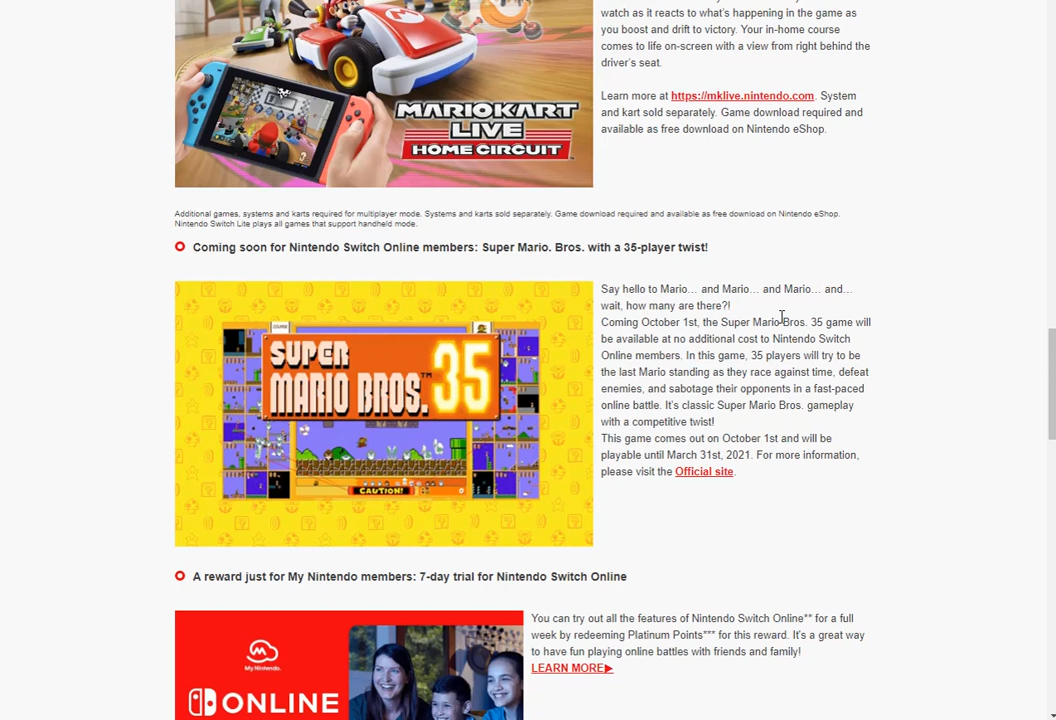 watch as it reacts to what's happening in the game as
you boost and drift to victory. Your in-home course
comes to life on-screen with a view from right behind the
driver's seat.
MARIOKART
LIVE
HOME CIRCUIT™
Learn more at https://mklive.nintendo.com. System
and kart sold separately. Game download required and
available as free download on Nintendo eShop.
Additional games, systems and karts required for multiplayer mode. Systems and karts sold separately. Game download required and available as free download on Nintendo eShop.
Nintendo Switch Lite plays all games that support handheld mode.
Coming soon for Nintendo Switch Online members: Super Mario. Bros. with a 35-player twist!
SUPER
MARIO BROS.™ 35
CAUTION!
Say hello to Mario… and Mario… and Mario… and…
wait, how many are there?!
Coming October 1st, the Super Mario Bros. 35 game will
be available at no additional cost to Nintendo Switch
Online members. In this game, 35 players will try to be
the last Mario standing as they race against time, defeat
enemies, and sabotage their opponents in a fast-paced
online battle. It's classic Super Mario Bros. gameplay
with a competitive twist!
This game comes out on October 1st and will be
playable until March 31st, 2021. For more information,
please visit the Official site.
A reward just for My Nintendo members: 7-day trial for Nintendo Switch Online
My Nintendo.
ONLINE
You can try out all the features of Nintendo Switch Online** for a full
week by redeeming Platinum Points*** for this reward. It's a great way
to have fun playing online battles with friends and family!
LEARN MORE▶